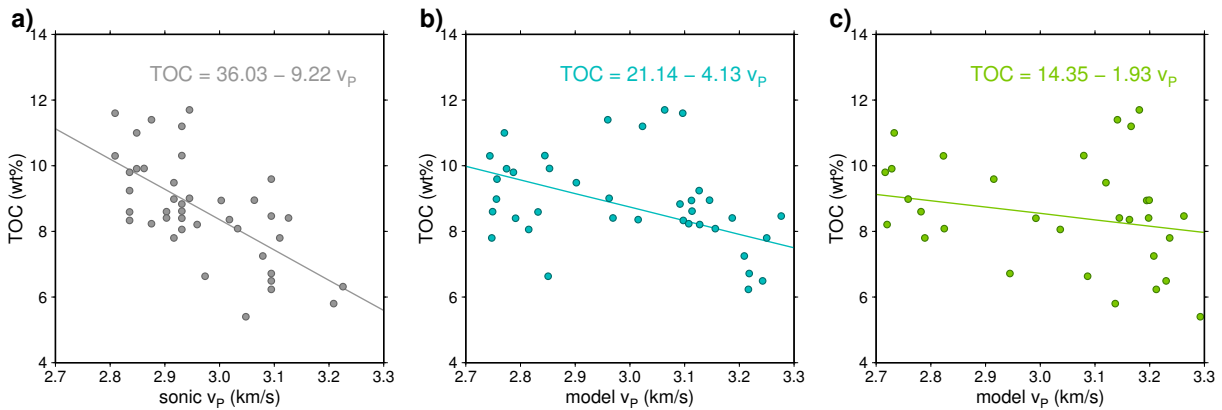 a)
TOC = 36.03 − 9.22 vP
TOC (wt%)
14
12
10
8
6
4
2.7 2.8 2.9 3.0 3.1 3.2 3.3
sonic vP (km/s)
b)
TOC = 21.14 − 4.13 vP
TOC (wt%)
14
12
10
8
6
4
2.7 2.8 2.9 3.0 3.1 3.2 3.3
model vP (km/s)
c)
TOC = 14.35 − 1.93 vP
TOC (wt%)
14
12
10
8
6
4
2.7 2.8 2.9 3.0 3.1 3.2 3.3
model vP (km/s)